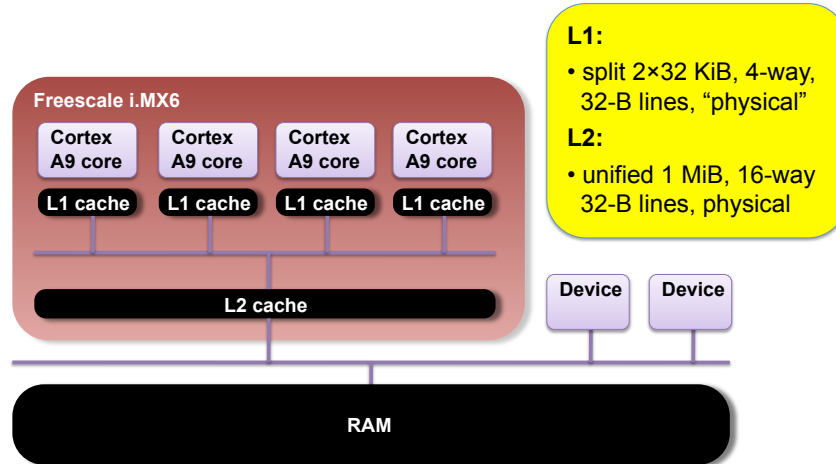 L1:
• split 2×32 KiB, 4-way,
32-B lines, “physical”
L2:
• unified 1 MiB, 16-way
32-B lines, physical
Freescale i.MX6
Cortex
A9 core
Cortex
A9 core
Cortex
A9 core
Cortex
A9 core
L1 cache
L1 cache
L1 cache
L1 cache
L2 cache
Device
Device
RAM